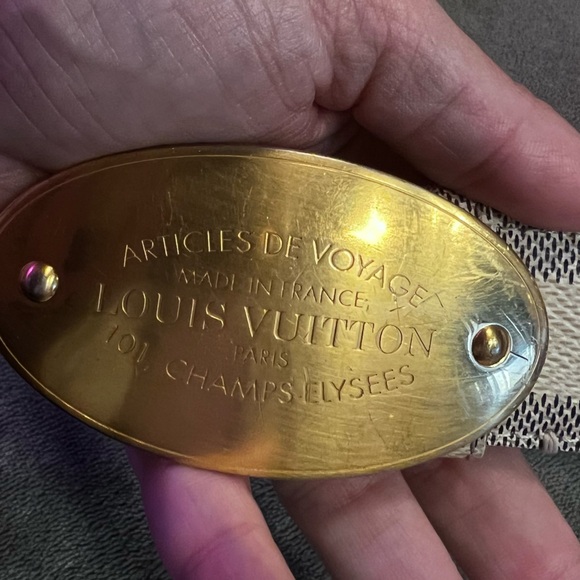 ARTICLES DE VOYAGE
MADE IN FRANCE
LOUIS VUITTON
PARIS
101, CHAMPS ELYSEES